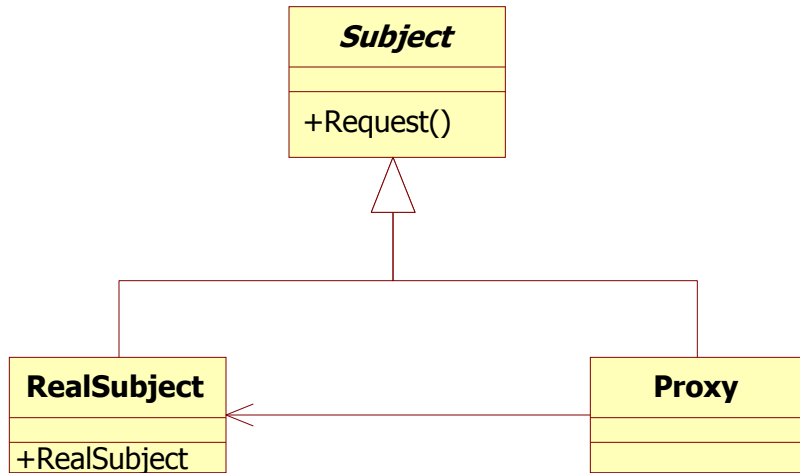 Subject
+Request()
RealSubject
Proxy
+RealSubject